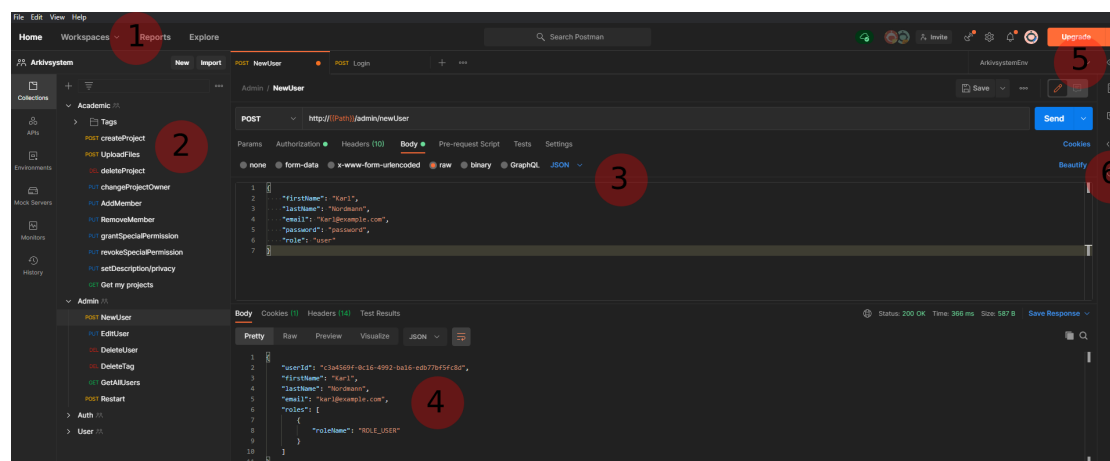 File Edit View Help
Home Workspaces 1 Reports Explore Search Postman Invite Upgrade
Arkivsystem New Import POST NewUser POST Login + ArkivsystemEnv 5
Collections
APIs
Environments
Mock Servers
Monitors
History
Academic
Tags
POST createProject
POST UploadFiles
2
DEL deleteProject
PUT changeProjectOwner
PUT AddMember
PUT RemoveMember
PUT grantSpecialPermission
PUT revokeSpecialPermission
PUT setDescription/privacy
GET Get my projects
Admin
POST NewUser
PUT EditUser
DEL DeleteUser
DEL DeleteTag
GET GetAllUsers
POST Restart
Auth
User
Admin / NewUser Save
POST http://{{Path}}/admin/newUser Send
Params Authorization Headers (10) Body Pre-request Script Tests Settings Cookies
none form-data x-www-form-urlencoded raw binary GraphQL JSON Beautify
3
6
1 {
2 "firstName": "Karl",
3 "lastName": "Nordmann",
4 "email": "Karl@example.com",
5 "password": "password",
6 "role": "user"
7 }
Body Cookies (1) Headers (14) Test Results Status: 200 OK Time: 366 ms Size: 587 B Save Response
Pretty Raw Preview Visualize JSON
1 {
2 "userId": "c3a4569f-0c16-4992-ba16-edb77bf5fc8d",
3 "firstName": "Karl",
4 "lastName": "Nordmann",
5 "email": "karl@example.com",
4
6 "roles": [
7 {
8 "roleName": "ROLE_USER"
9 }
10 ]